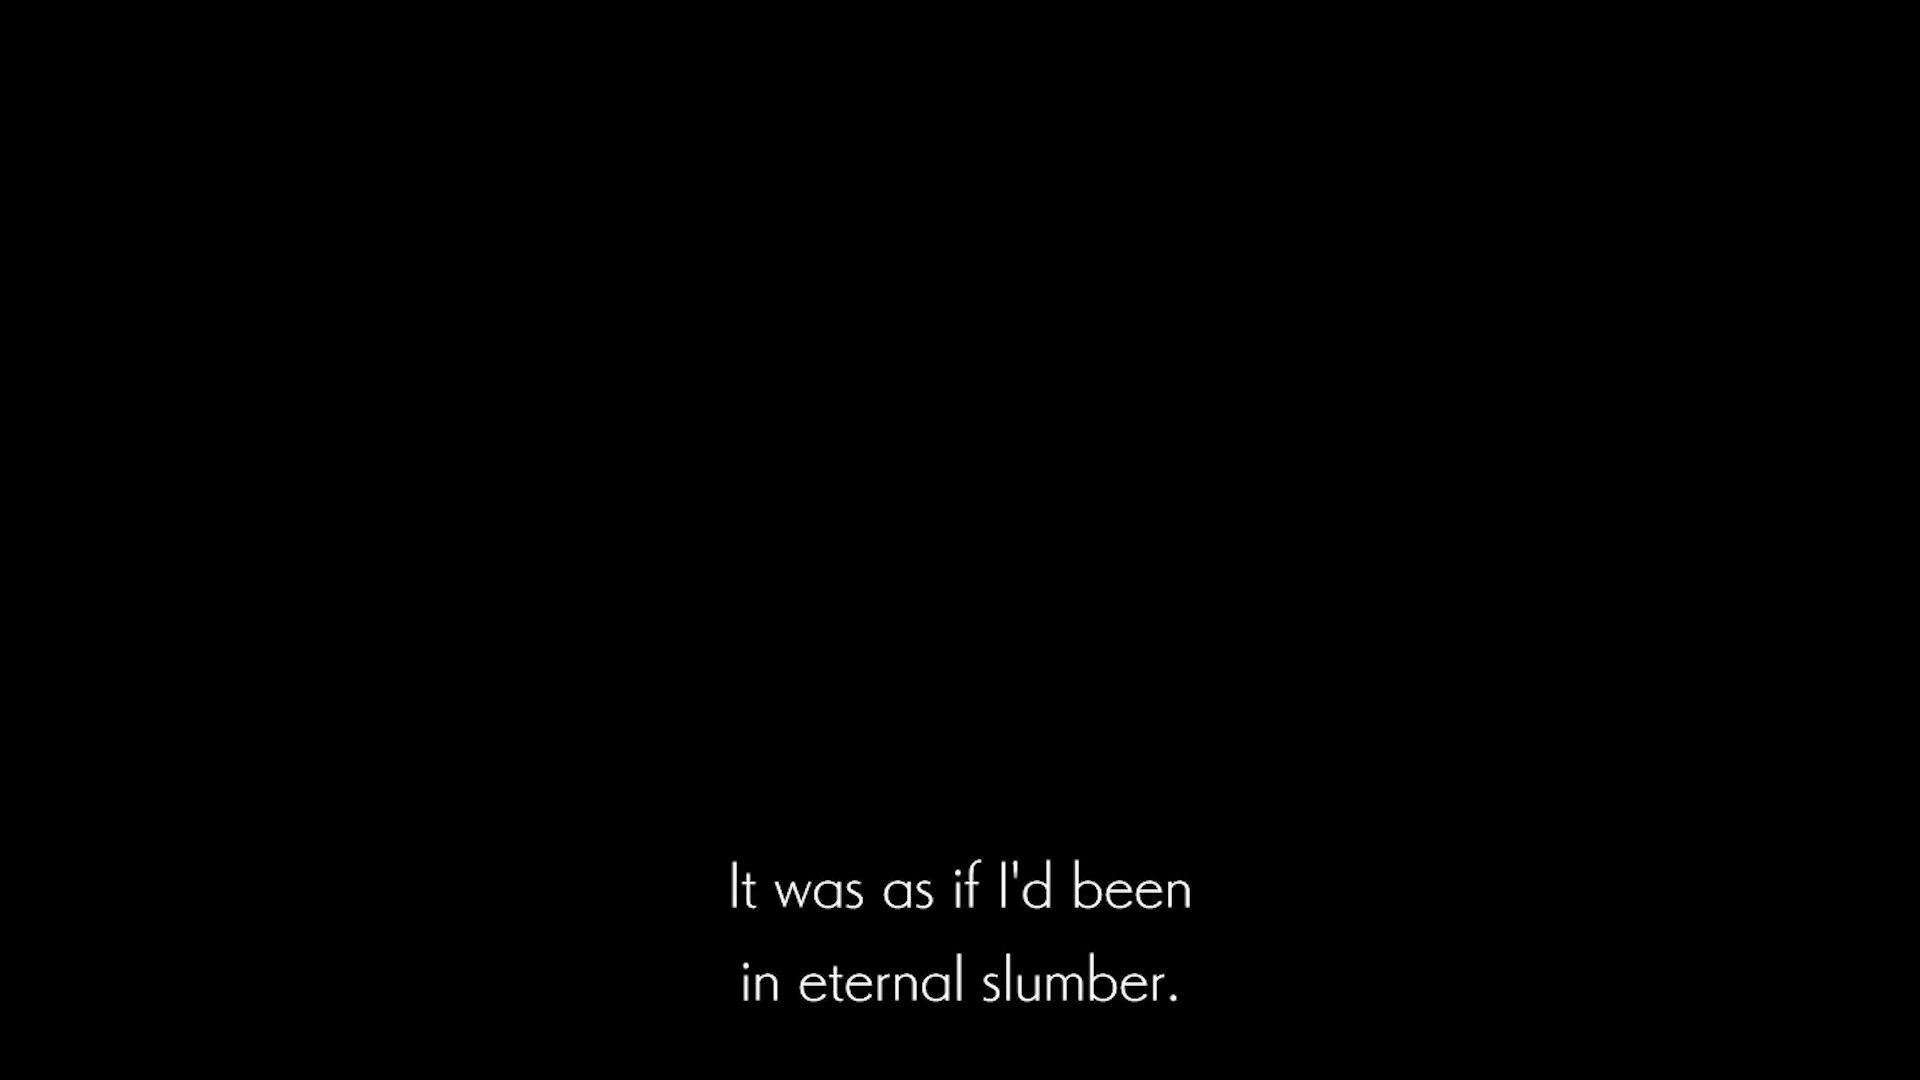 It was as if I'd been
in eternal slumber.